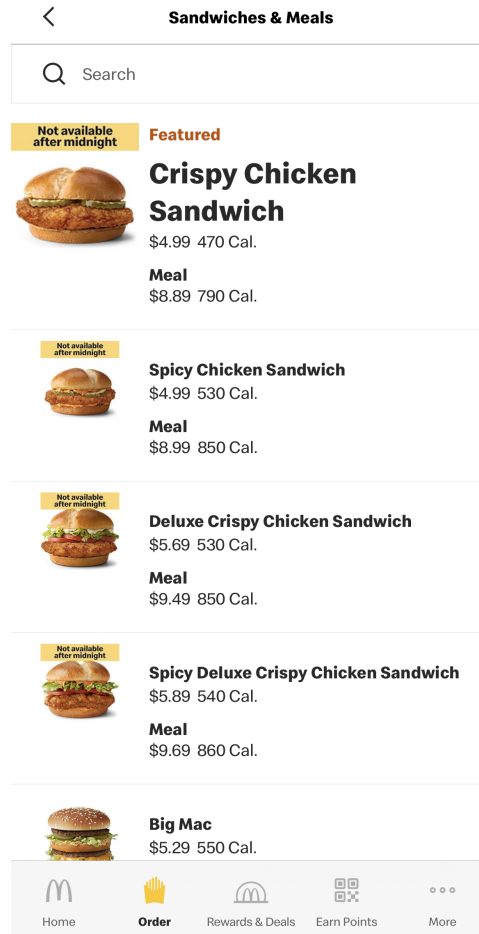 Sandwiches & Meals
Search
Not available
after midnight
Featured
Crispy Chicken
Sandwich
$4.99 470 Cal.
Meal
$8.89 790 Cal.
Not available
after midnight
Spicy Chicken Sandwich
$4.99 530 Cal.
Meal
$8.99 850 Cal.
Not available
after midnight
Deluxe Crispy Chicken Sandwich
$5.69 530 Cal.
Meal
$9.49 850 Cal.
Not available
after midnight
Spicy Deluxe Crispy Chicken Sandwich
$5.89 540 Cal.
Meal
$9.69 860 Cal.
Big Mac
$5.29 550 Cal.
Home Order Rewards & Deals Earn Points More